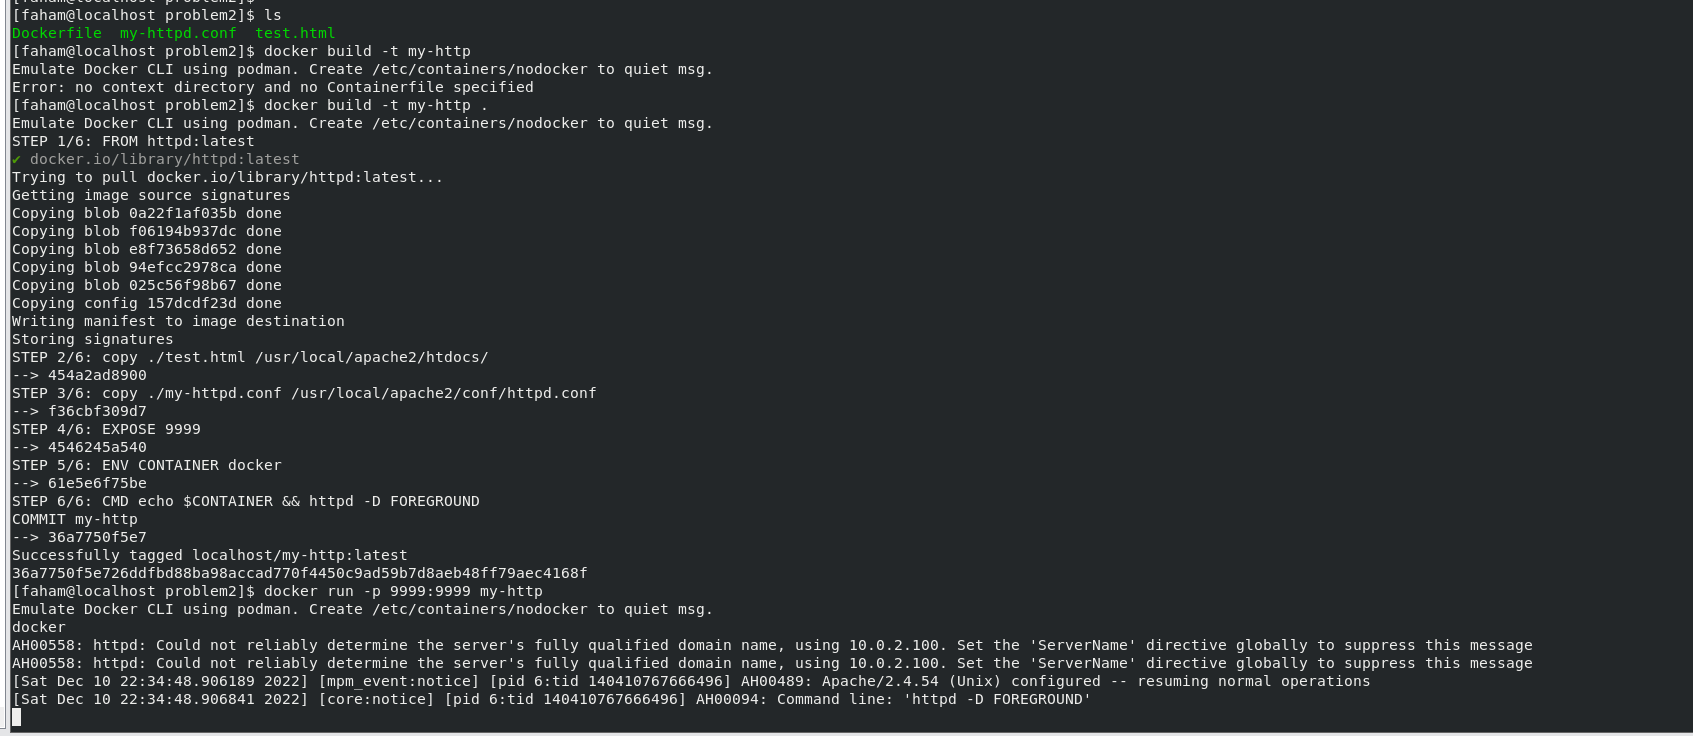 [faham@localhost problem2]$
[faham@localhost problem2]$ ls
Dockerfile  my-httpd.conf  test.html
[faham@localhost problem2]$ docker build -t my-http
Emulate Docker CLI using podman. Create /etc/containers/nodocker to quiet msg.
Error: no context directory and no Containerfile specified
[faham@localhost problem2]$ docker build -t my-http .
Emulate Docker CLI using podman. Create /etc/containers/nodocker to quiet msg.
STEP 1/6: FROM httpd:latest
✔ docker.io/library/httpd:latest
Trying to pull docker.io/library/httpd:latest...
Getting image source signatures
Copying blob 0a22f1af035b done
Copying blob f06194b937dc done
Copying blob e8f73658d652 done
Copying blob 94efcc2978ca done
Copying blob 025c56f98b67 done
Copying config 157dcdf23d done
Writing manifest to image destination
Storing signatures
STEP 2/6: copy ./test.html /usr/local/apache2/htdocs/
--> 454a2ad8900
STEP 3/6: copy ./my-httpd.conf /usr/local/apache2/conf/httpd.conf
--> f36cbf309d7
STEP 4/6: EXPOSE 9999
--> 4546245a540
STEP 5/6: ENV CONTAINER docker
--> 61e5e6f75be
STEP 6/6: CMD echo $CONTAINER && httpd -D FOREGROUND
COMMIT my-http
--> 36a7750f5e7
Successfully tagged localhost/my-http:latest
36a7750f5e726ddfbd88ba98accad770f4450c9ad59b7d8aeb48ff79aec4168f
[faham@localhost problem2]$ docker run -p 9999:9999 my-http
Emulate Docker CLI using podman. Create /etc/containers/nodocker to quiet msg.
docker
AH00558: httpd: Could not reliably determine the server's fully qualified domain name, using 10.0.2.100. Set the 'ServerName' directive globally to suppress this message
AH00558: httpd: Could not reliably determine the server's fully qualified domain name, using 10.0.2.100. Set the 'ServerName' directive globally to suppress this message
[Sat Dec 10 22:34:48.906189 2022] [mpm_event:notice] [pid 6:tid 140410767666496] AH00489: Apache/2.4.54 (Unix) configured -- resuming normal operations
[Sat Dec 10 22:34:48.906841 2022] [core:notice] [pid 6:tid 140410767666496] AH00094: Command line: 'httpd -D FOREGROUND'